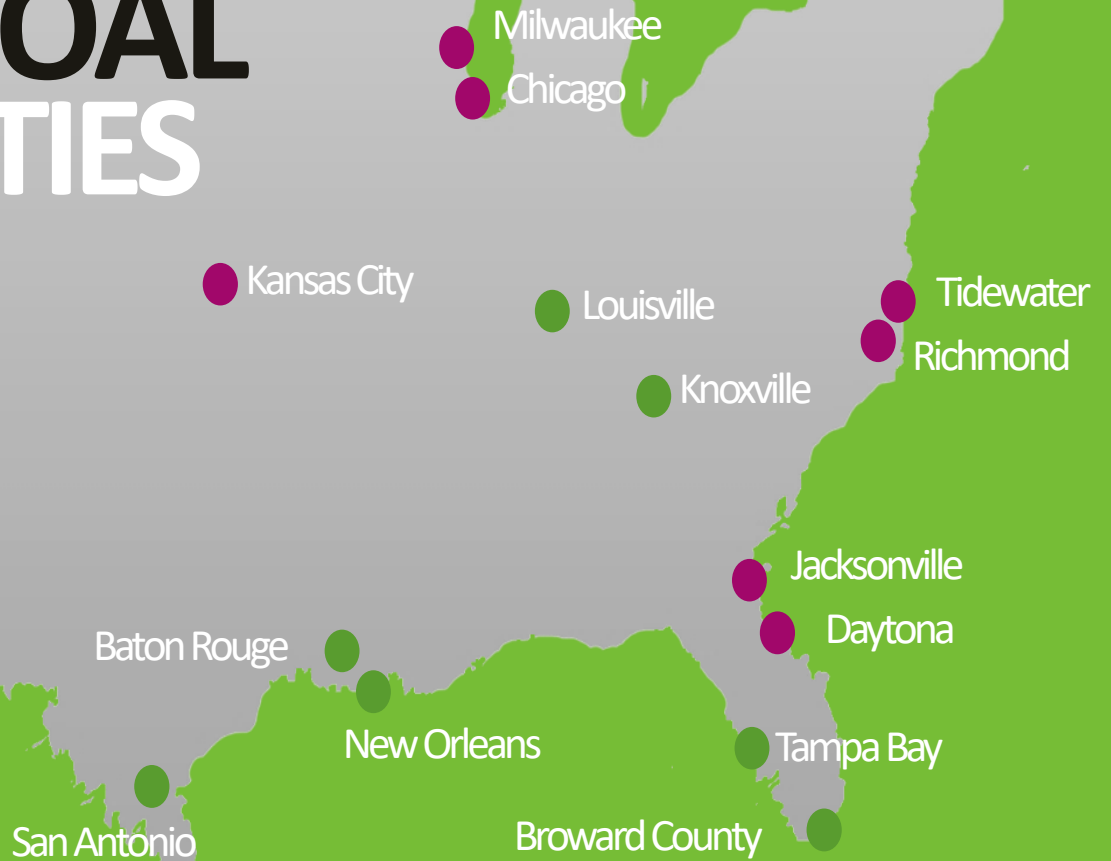 OAL
TIES
Milwaukee
Chicago
Kansas City
Louisville
Tidewater
Richmond
Knoxville
Jacksonville
Daytona
Baton Rouge
New Orleans
Tampa Bay
San Antonio
Broward County